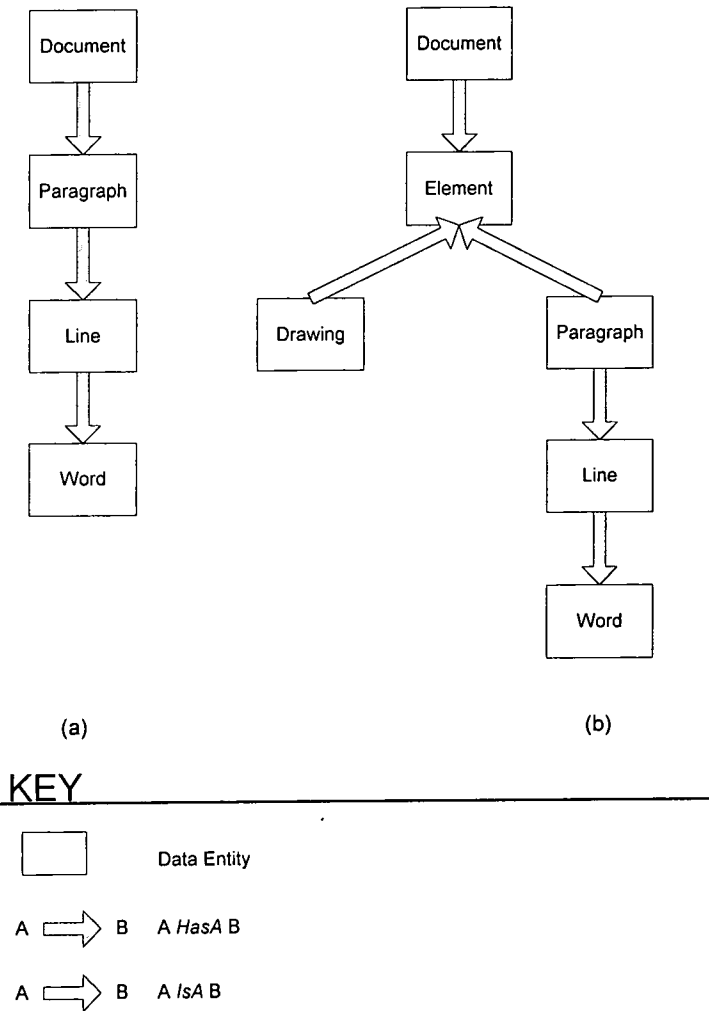 Document
Document
Paragraph
Element
Line
Drawing
Paragraph
Word
Line
Word
(a)
(b)
KEY
Data Entity
A B A HasA B
A B A IsA B